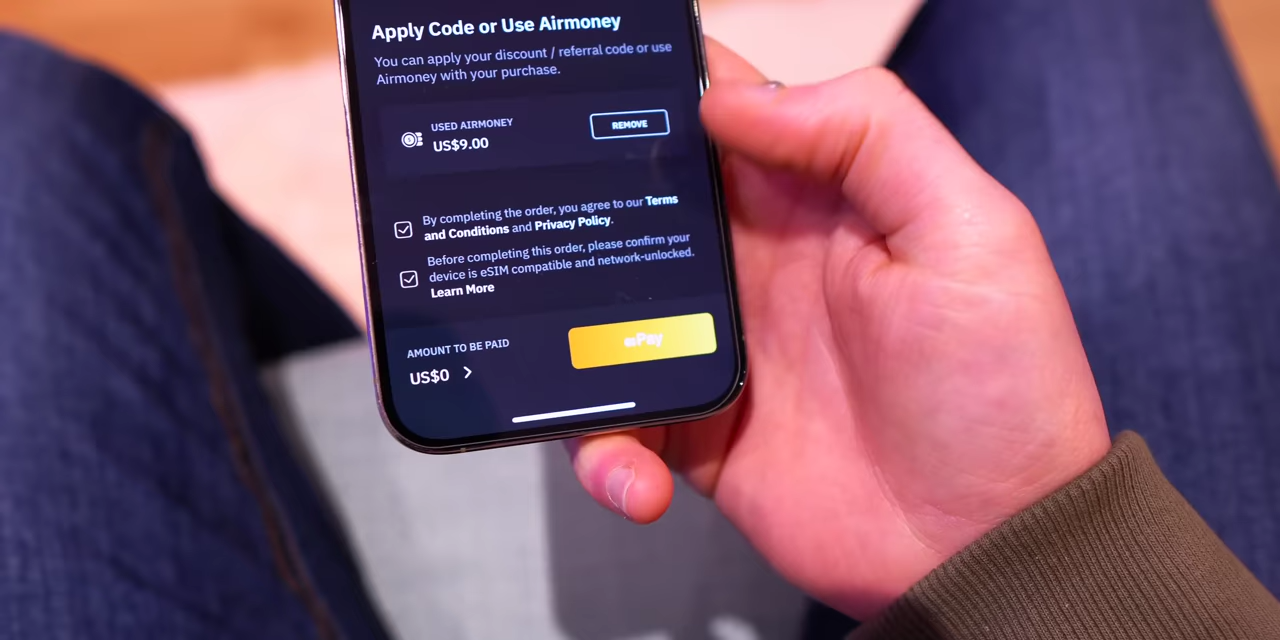 Apply Code or Use Airmoney
You can apply your discount / referral code or use
Airmoney with your purchase.
USED AIRMONEY
US$9.00
REMOVE
By completing the order, you agree to our Terms
and Conditions and Privacy Policy.
Before completing this order, please confirm your
device is eSIM compatible and network-unlocked.
Learn More
AMOUNT TO BE PAID
US$0
Pay